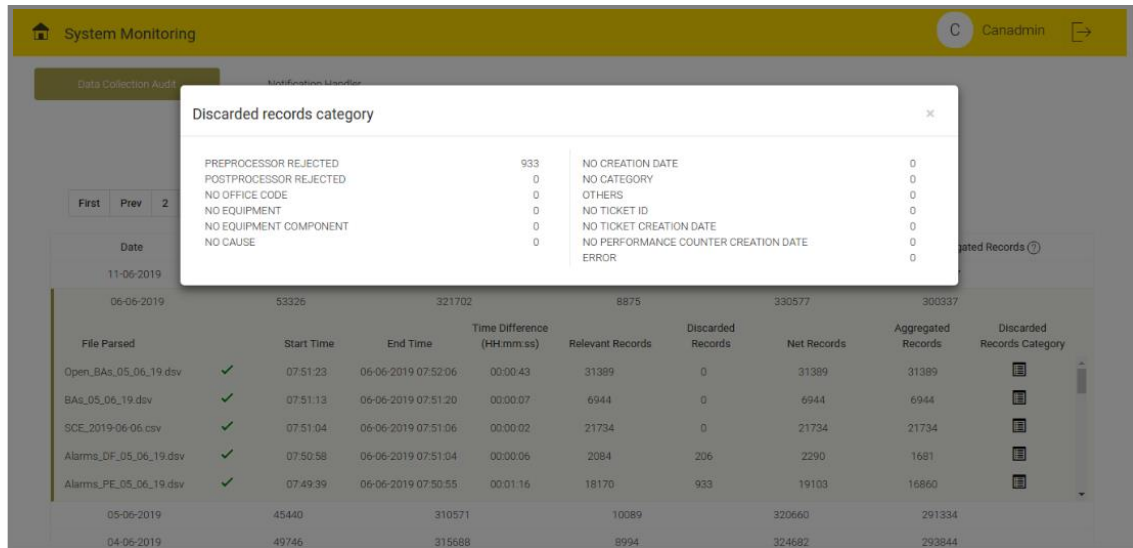 System Monitoring
C Canadmin
Data Collection Audit Notification Handler
Discarded records category ×
PREPROCESSOR REJECTED 933 NO CREATION DATE 0
POSTPROCESSOR REJECTED 0 NO CATEGORY 0
NO OFFICE CODE 0 OTHERS 0
NO EQUIPMENT 0 NO TICKET ID 0
NO EQUIPMENT COMPONENT 0 NO TICKET CREATION DATE 0
NO CAUSE 0 NO PERFORMANCE COUNTER CREATION DATE 0
ERROR 0
First Prev 2
Date gated Records ?
11-06-2019
06-06-2019 53326 321702 8875 330577 300337
File Parsed Start Time End Time Time Difference (HH:mm:ss) Relevant Records Discarded Records Net Records Aggregated Records Discarded Records Category
Open_BAs_05_06_19.dsv 07:51:23 06-06-2019 07:52:06 00:00:43 31389 0 31389 31389
BAs_05_06_19.dsv 07:51:13 06-06-2019 07:51:20 00:00:07 6944 0 6944 6944
SCE_2019-06-06.csv 07:51:04 06-06-2019 07:51:06 00:00:02 21734 0 21734 21734
Alarms_DF_05_06_19.dsv 07:50:58 06-06-2019 07:51:04 00:00:06 2084 206 2290 1681
Alarms_PE_05_06_19.dsv 07:49:39 06-06-2019 07:50:55 00:01:16 18170 933 19103 16860
05-06-2019 45440 310571 10089 320660 291334
04-06-2019 49746 315688 8994 324682 293844